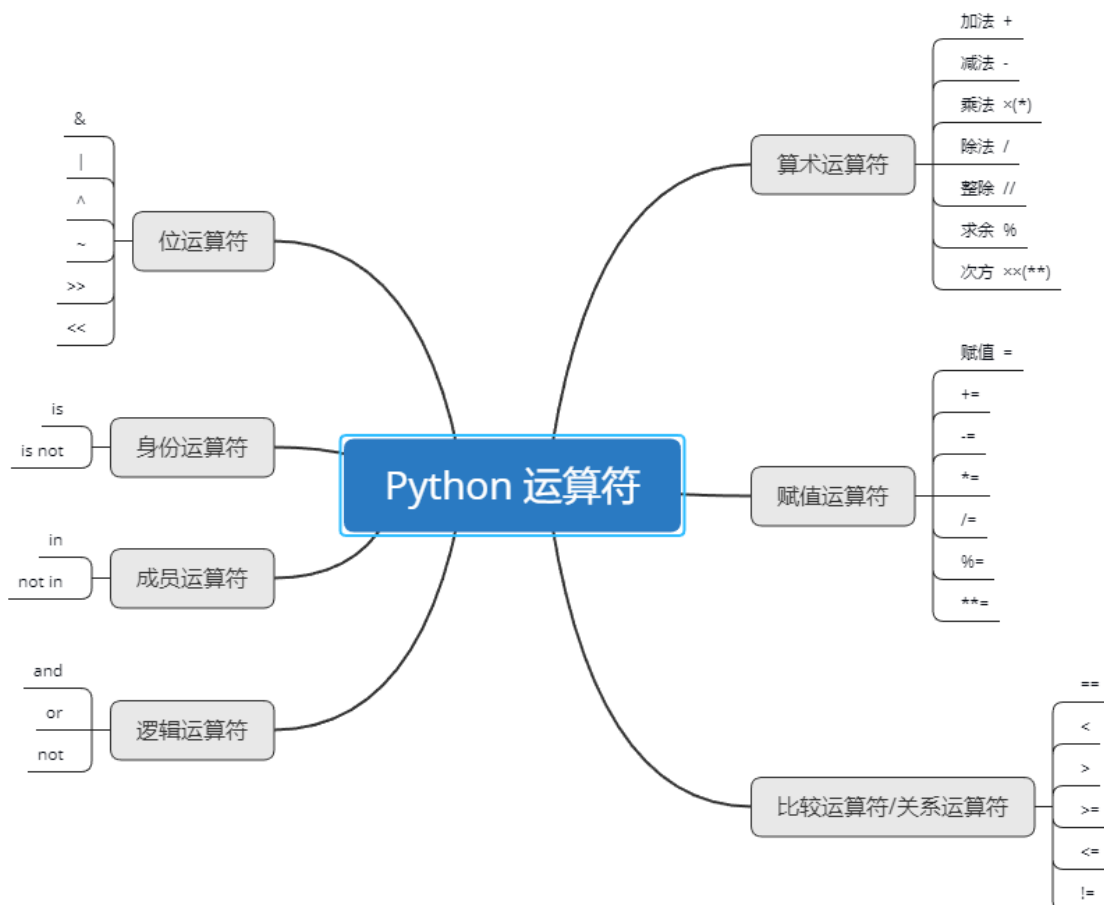 Python 运算符
算术运算符
加法 +
减法 -
乘法 ×(*)
除法 /
整除 //
求余 %
次方 ××(**)
赋值运算符
赋值 =
+=
-=
*=
/=
%=
**=
比较运算符/关系运算符
==
<
>
>=
<=
!=
位运算符
&
|
^
~
>>
<<
身份运算符
is
is not
成员运算符
in
not in
逻辑运算符
and
or
not